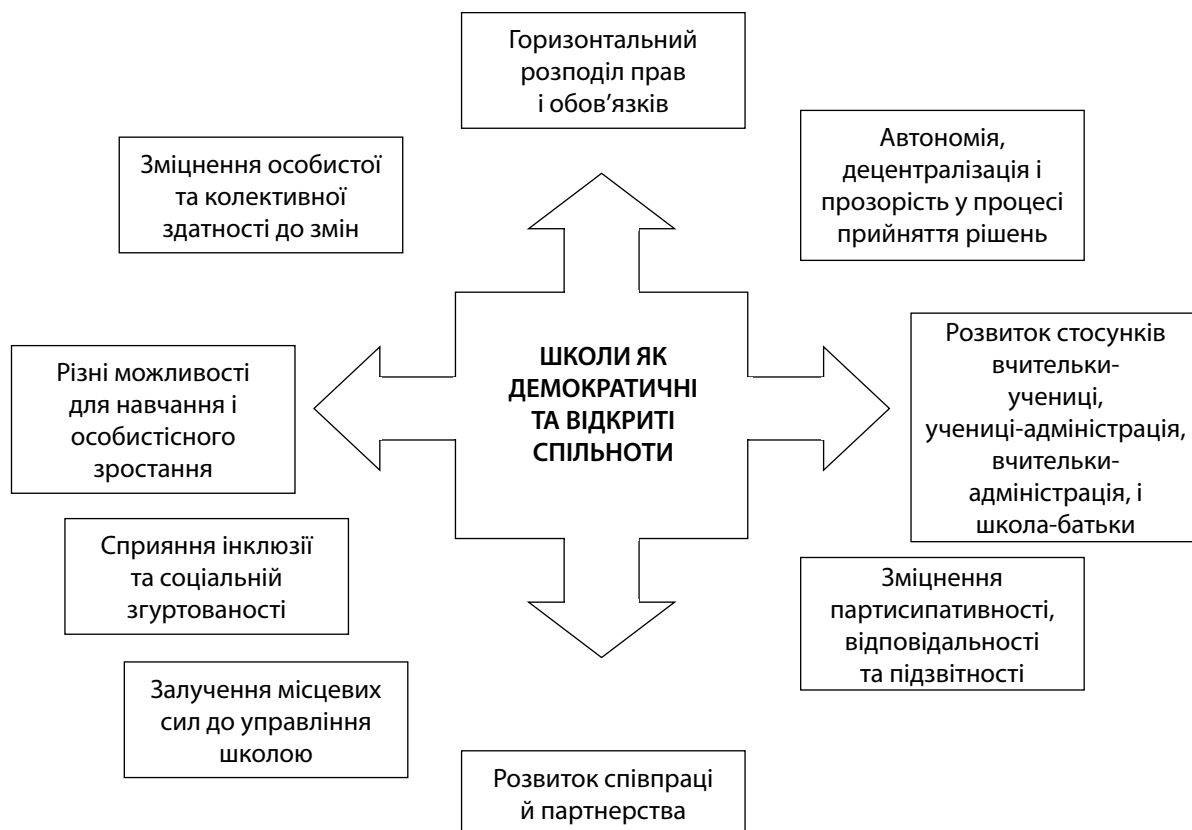 Горизонтальний
розподіл прав
і обов’язків
Зміцнення особистої
та колективної
здатності до змін
Автономія,
децентралізація і
прозорість у процесі
прийняття рішень
Різні можливості
для навчання і
особистісного
зростання
ШКОЛИ ЯК
ДЕМОКРАТИЧНІ
ТА ВІДКРИТІ
СПІЛЬНОТИ
Розвиток стосунків
вчительки-
учениці,
учениці-адміністрація,
вчительки-
адміністрація, і
школа-батьки
Сприяння інклюзії
та соціальній
згуртованості
Зміцнення
партисипативності,
відповідальності
та підзвітності
Залучення місцевих
сил до управління
школою
Розвиток співпраці
й партнерства